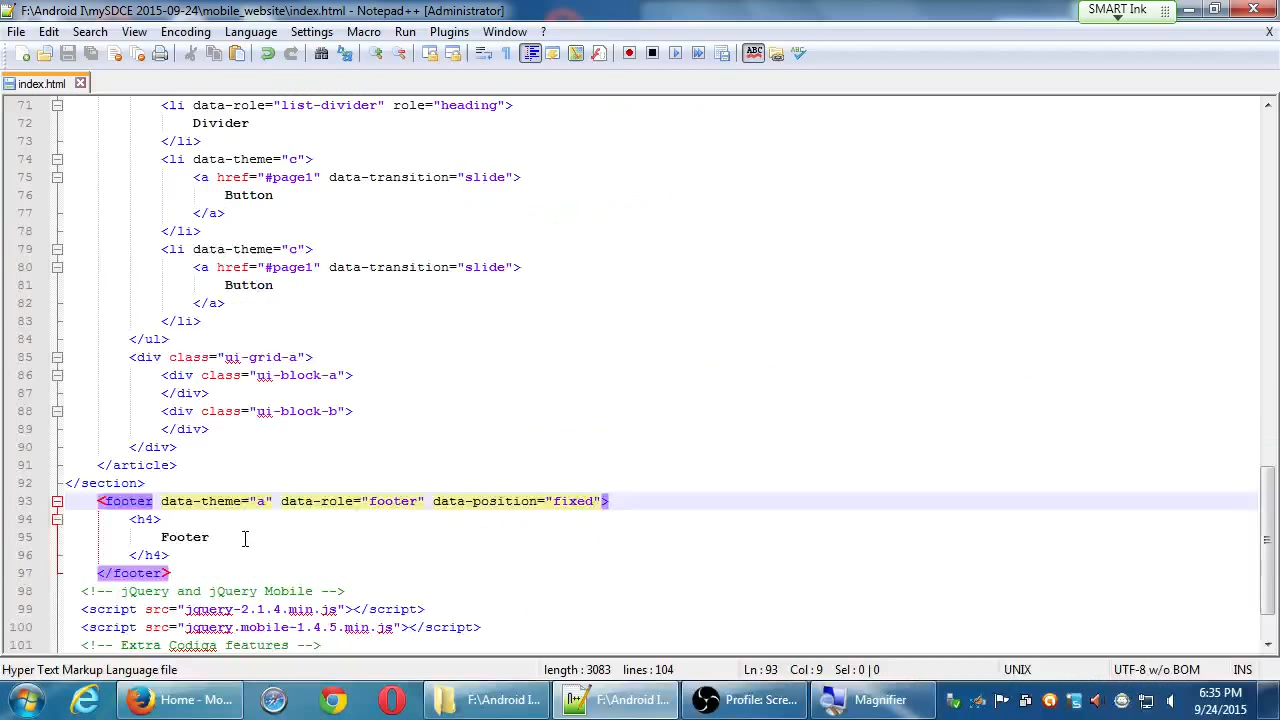 F:\Android I\mySDCE 2015-09-24\mobile_website\index.html - Notepad++ [Administrator]
SMART Ink
File Edit Search View Encoding Language Settings Macro Run Plugins Window ? X
ABC
index.html
71 <li data-role="list-divider" role="heading">
72 Divider
73 </li>
74 <li data-theme="c">
75 <a href="#page1" data-transition="slide">
76 Button
77 </a>
78 </li>
79 <li data-theme="c">
80 <a href="#page1" data-transition="slide">
81 Button
82 </a>
83 </li>
84 </ul>
85 <div class="ui-grid-a">
86 <div class="ui-block-a">
87 </div>
88 <div class="ui-block-b">
89 </div>
90 </div>
91 </article>
92 </section>
93 <footer data-theme="a" data-role="footer" data-position="fixed">
94 <h4>
95 Footer
96 </h4>
97 </footer>
98 <!-- jQuery and jQuery Mobile -->
99 <script src="jquery-2.1.4.min.js"></script>
100 <script src="jquery.mobile-1.4.5.min.js"></script>
101 <!-- Extra Codiqa features -->
Hyper Text Markup Language file length : 3083 lines : 104 Ln : 93 Col : 9 Sel : 0 | 0 UNIX UTF-8 w/o BOM INS
Home - Mo... F:\Android I... F:\Android I... Profile: Scre... Magnifier 6:35 PM
9/24/2015